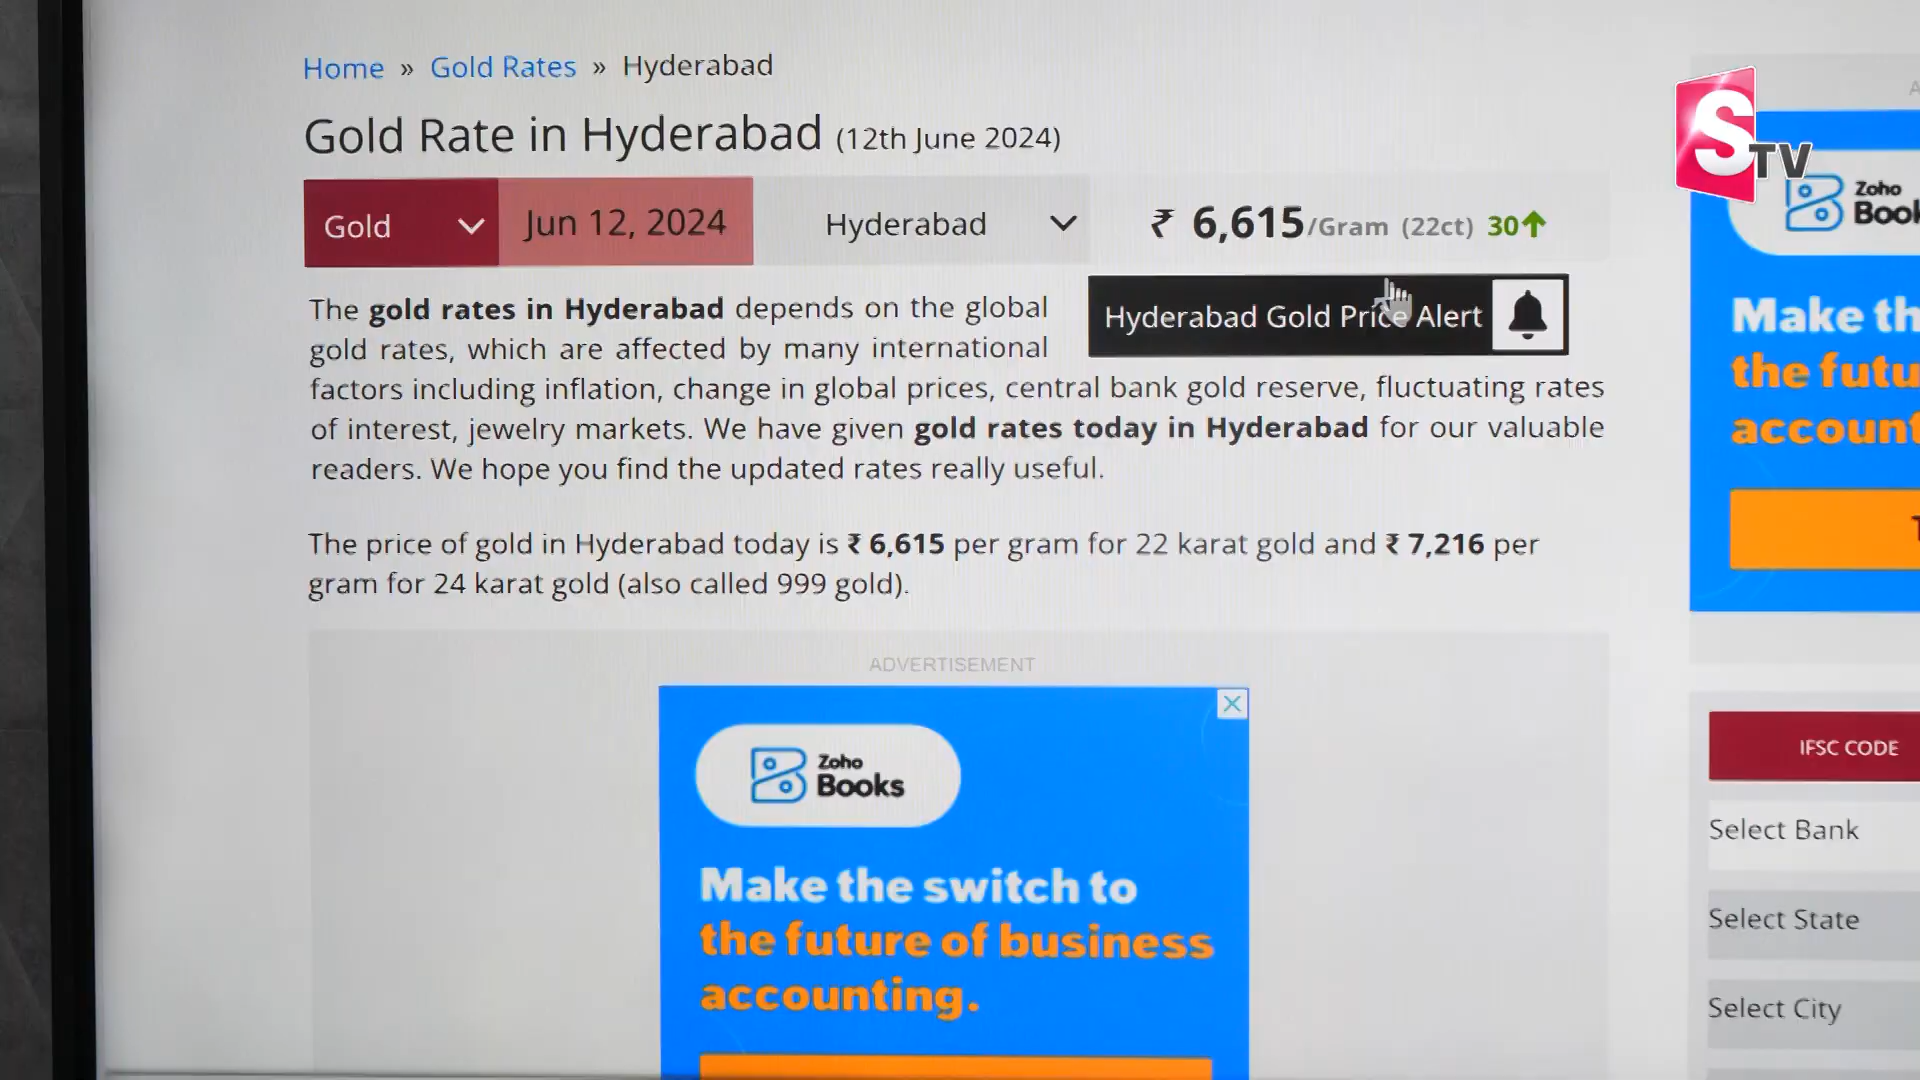 Home » Gold Rates » Hyderabad
Gold Rate in Hyderabad (12th June 2024)
Gold Jun 12, 2024 Hyderabad ₹ 6,615/Gram (22ct) 30↑
Hyderabad Gold Price Alert
The gold rates in Hyderabad depends on the global
gold rates, which are affected by many international
factors including inflation, change in global prices, central bank gold reserve, fluctuating rates
of interest, jewelry markets. We have given gold rates today in Hyderabad for our valuable
readers. We hope you find the updated rates really useful.
The price of gold in Hyderabad today is ₹ 6,615 per gram for 22 karat gold and ₹ 7,216 per
gram for 24 karat gold (also called 999 gold).
ADVERTISEMENT
Zoho
Books
Make the switch to
the future of business
accounting.
STV
Zoho
Make
the
IFSC CODE
Select Bank
Select State
Select City